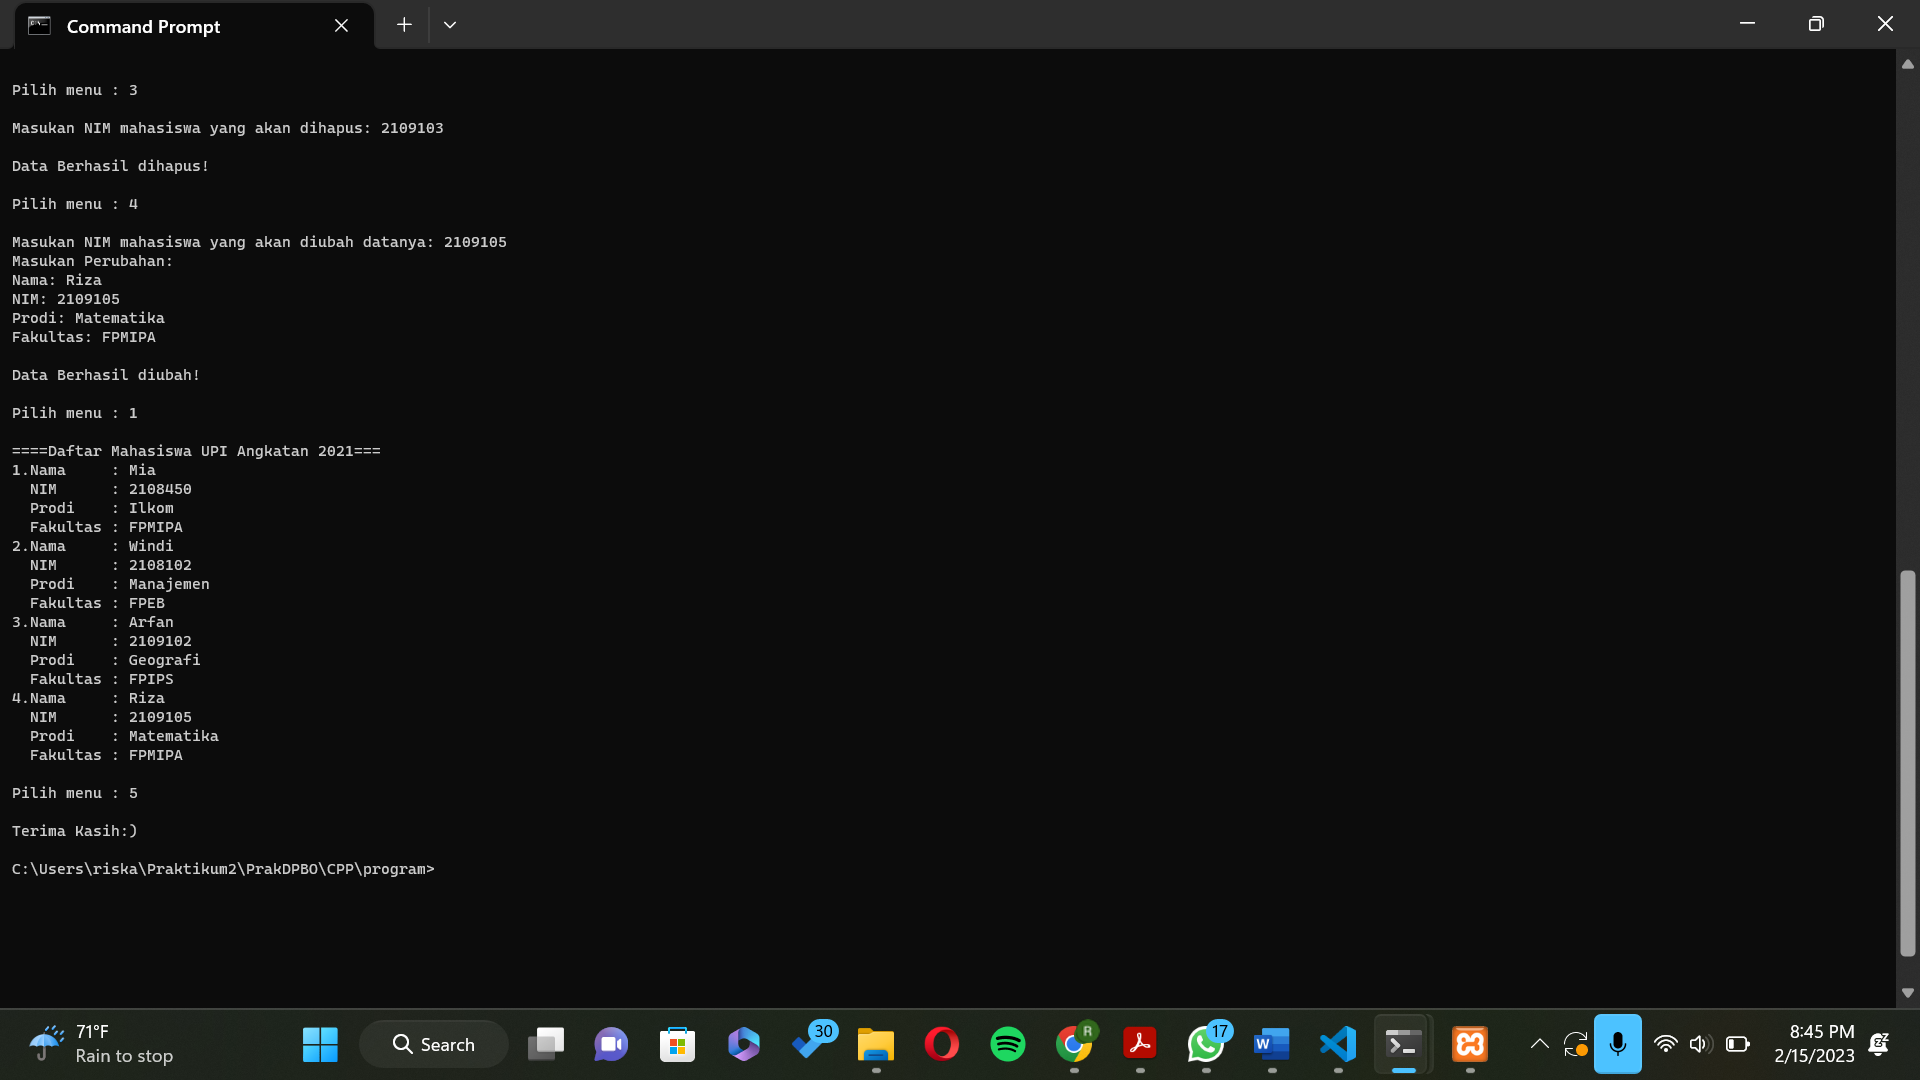 Command Prompt
Pilih menu : 3
Masukan NIM mahasiswa yang akan dihapus: 2109103
Data Berhasil dihapus!
Pilih menu : 4
Masukan NIM mahasiswa yang akan diubah datanya: 2109105
Masukan Perubahan:
Nama: Riza
NIM: 2109105
Prodi: Matematika
Fakultas: FPMIPA
Data Berhasil diubah!
Pilih menu : 1
====Daftar Mahasiswa UPI Angkatan 2021===
1.Nama     : Mia
  NIM      : 2108450
  Prodi    : Ilkom
  Fakultas : FPMIPA
2.Nama     : Windi
  NIM      : 2108102
  Prodi    : Manajemen
  Fakultas : FPEB
3.Nama     : Arfan
  NIM      : 2109102
  Prodi    : Geografi
  Fakultas : FPIPS
4.Nama     : Riza
  NIM      : 2109105
  Prodi    : Matematika
  Fakultas : FPMIPA
Pilih menu : 5
Terima Kasih:)
C:\Users\riska\Praktikum2\PrakDPBO\CPP\program>
71°F
Rain to stop
Search
30
R
17
W
8:45 PM
2/15/2023